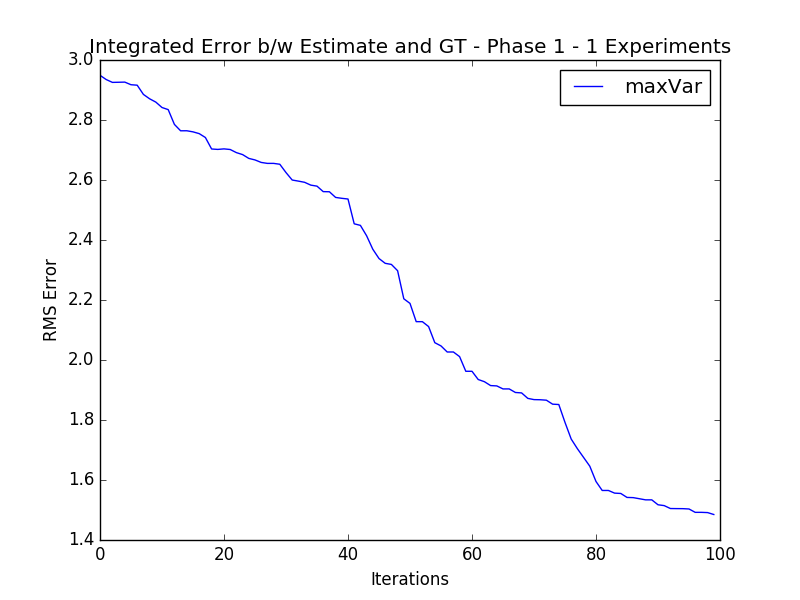 Integrated Error b/w Estimate and GT - Phase 1 - 1 Experiments
maxVar
3.0
2.8
2.6
2.4
2.2
2.0
1.8
1.6
1.4
RMS Error
0 20 40 60 80 100
Iterations